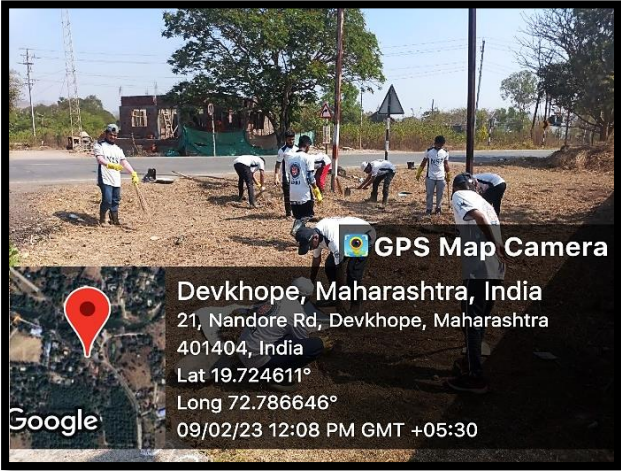 NSS
GPS Map Camera
Devkhope, Maharashtra, India
21, Nandore Rd, Devkhope, Maharashtra
401404, India
Lat 19.724611°
Long 72.786646°
09/02/23 12:08 PM GMT +05:30
Google